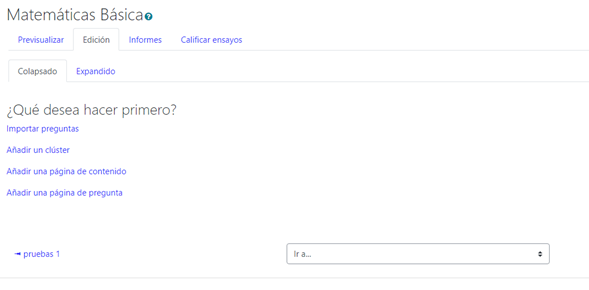 Matemáticas Básica
Previsualizar Edición Informes Calificar ensayos
Colapsado Expandido
¿Qué desea hacer primero?
Importar preguntas
Añadir un clúster
Añadir una página de contenido
Añadir una página de pregunta
⇥ pruebas 1 Ir a...